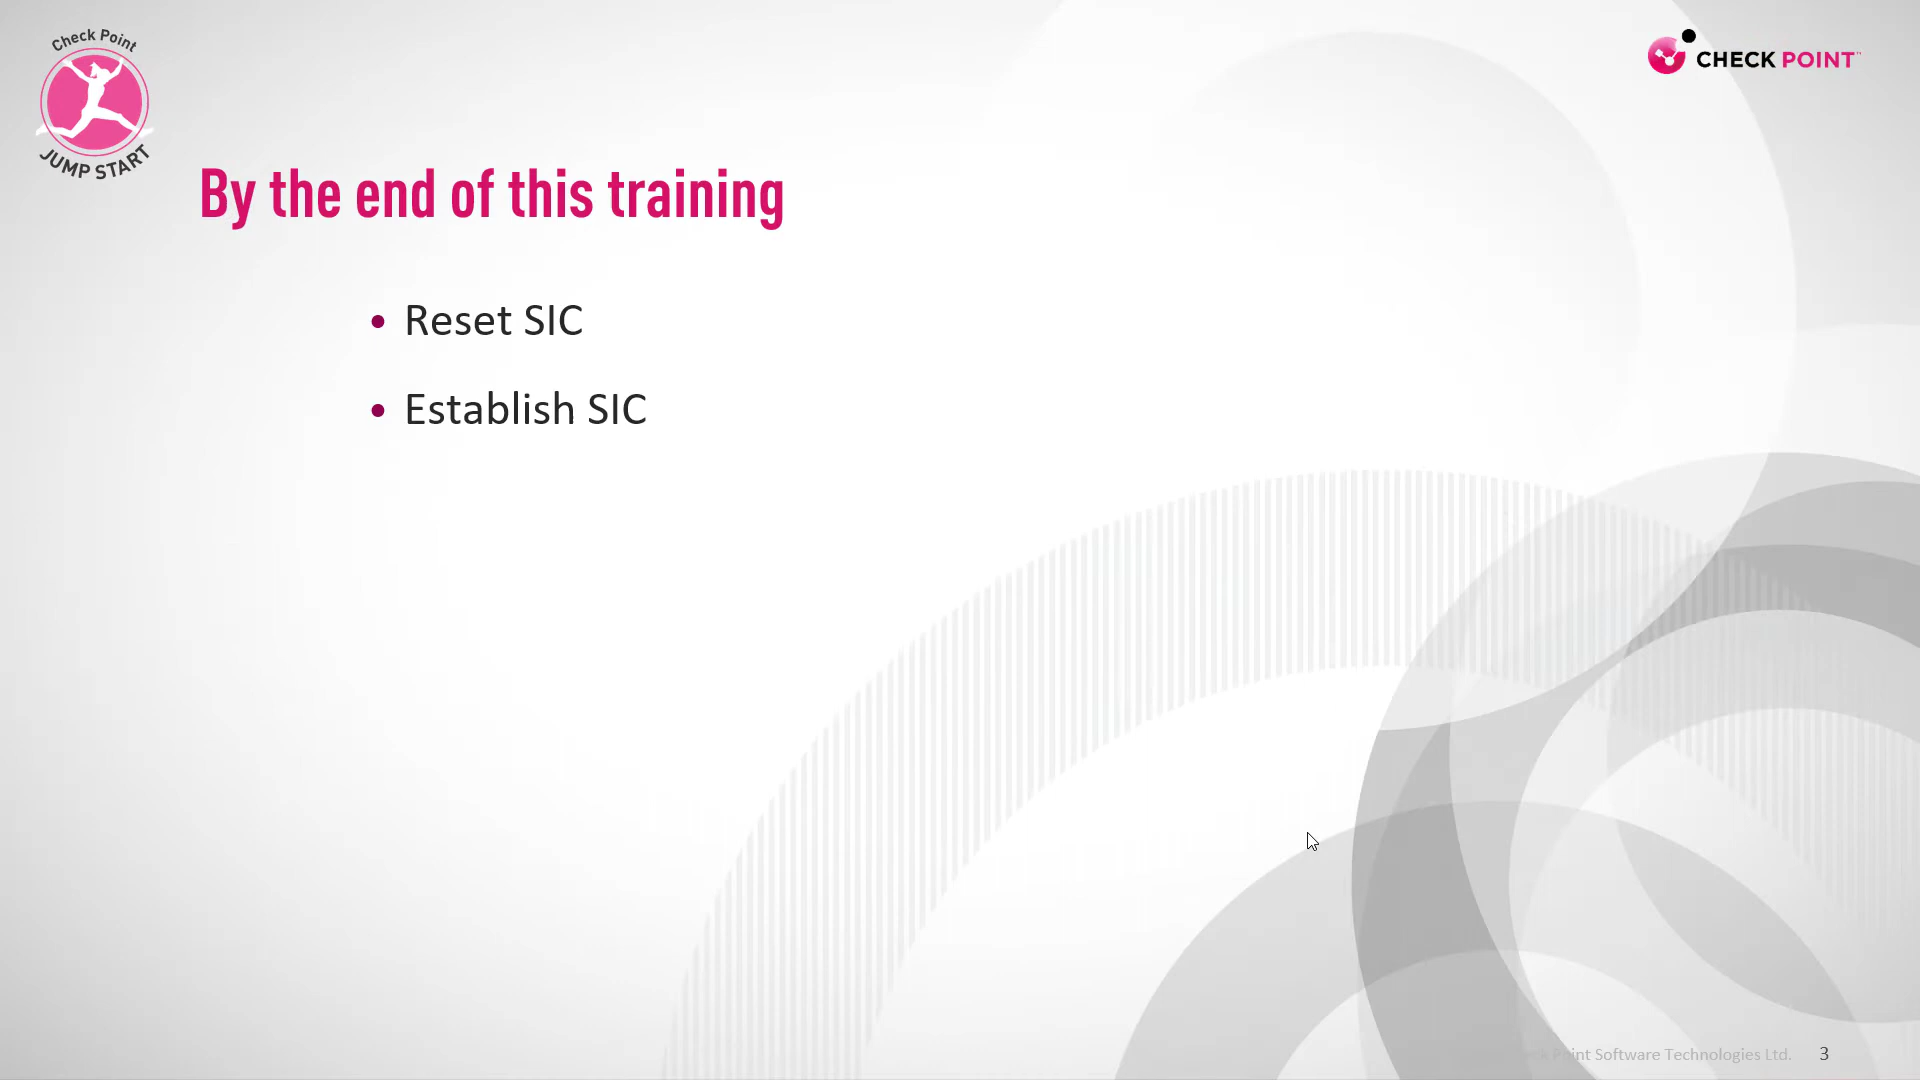 Check Point
JUMP START
CHECK POINT
By the end of this training
• Reset SIC
• Establish SIC
Point Software Technologies Ltd. 3